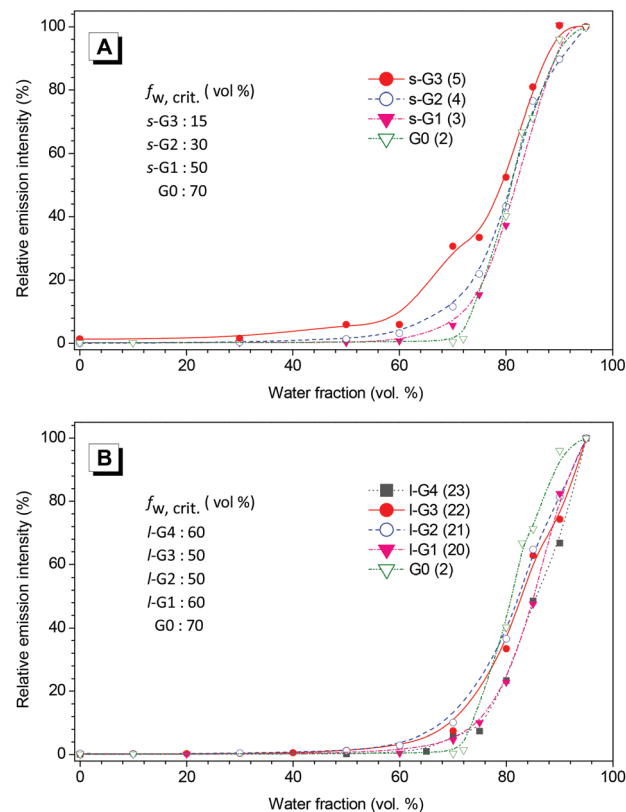 A
f w, crit. ( vol %)
s-G3 : 15
s-G2 : 30
s-G1 : 50
G0 : 70
s-G3 (5)
s-G2 (4)
s-G1 (3)
G0 (2)
Relative emission intensity (%)
100
80
60
40
20
0
0 20 40 60 80 100
Water fraction (vol. %)
B
f w, crit. ( vol %)
l-G4 : 60
l-G3 : 50
l-G2 : 50
l-G1 : 60
G0 : 70
l-G4 (23)
l-G3 (22)
l-G2 (21)
l-G1 (20)
G0 (2)
Relative emission intensity (%)
100
80
60
40
20
0
0 20 40 60 80 100
Water fraction (vol. %)